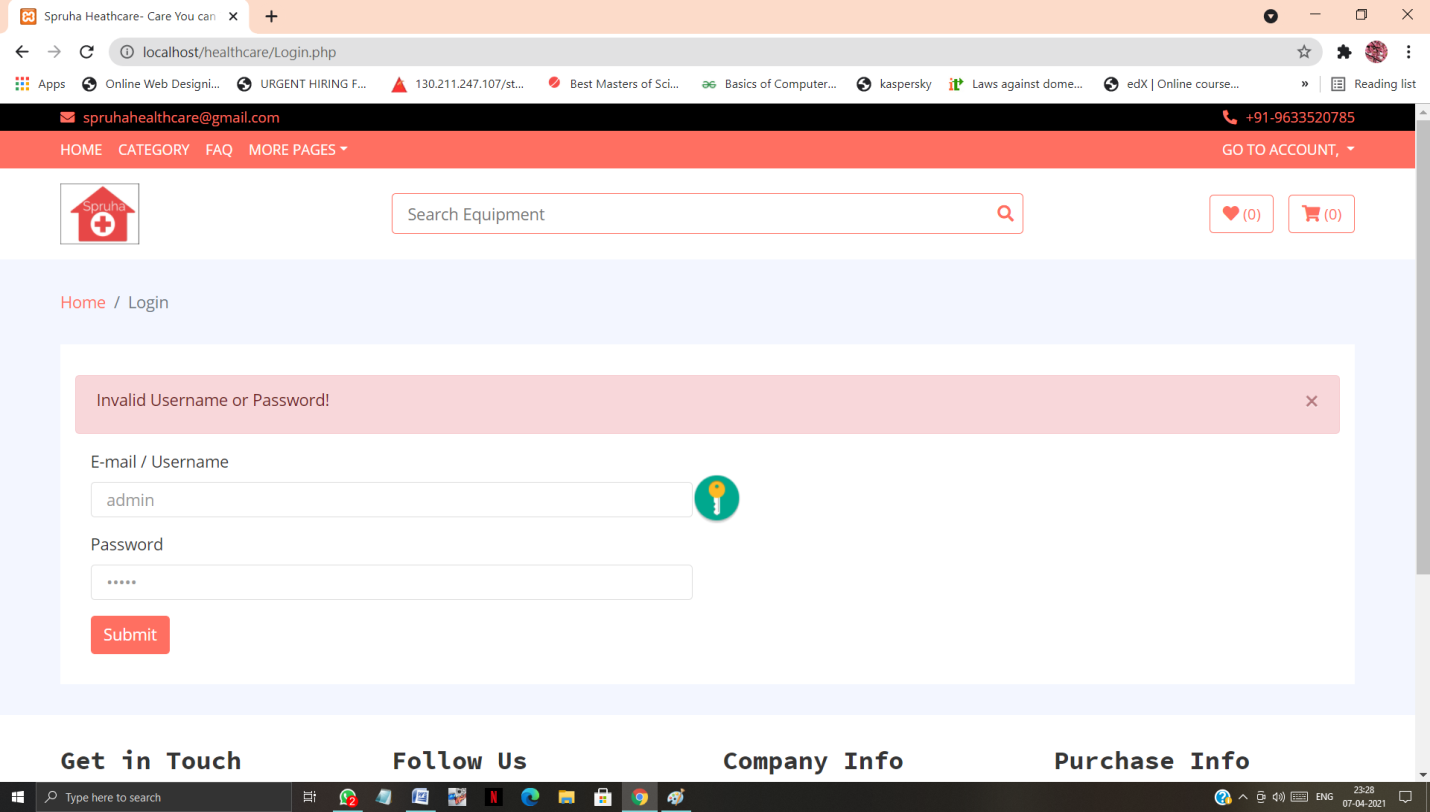 Spruha Heathcare- Care You can
localhost/healthcare/Login.php
Apps Online Web Designi... URGENT HIRING F... 130.211.247.107/st... Best Masters of Sci... Basics of Computer... kaspersky Laws against dome... edX | Online course... » Reading list
spruhahealthcare@gmail.com +91-9633520785
HOME CATEGORY FAQ MORE PAGES GO TO ACCOUNT,
Spruha
Search Equipment (0) (0)
Home / Login
Invalid Username or Password! ×
E-mail / Username
admin
Password
•••••
Submit
Get in Touch Follow Us Company Info Purchase Info
Type here to search 2 N ENG 23:28
07-04-2021